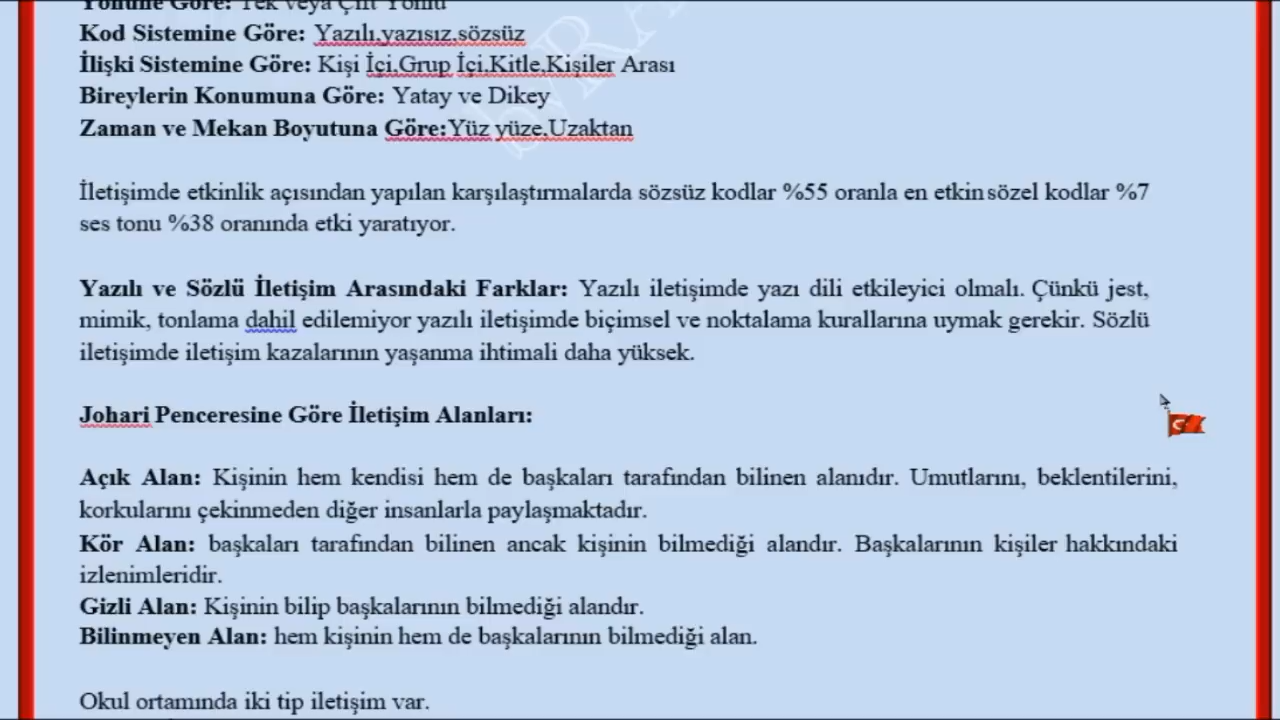 Yönüne Göre: Tek veya Çift Yönlü
Kod Sistemine Göre: Yazılı,yazısız,sözsüz
İlişki Sistemine Göre: Kişi İçi,Grup İçi,Kitle,Kişiler Arası
Bireylerin Konumuna Göre: Yatay ve Dikey
Zaman ve Mekan Boyutuna Göre:Yüz yüze,Uzaktan
İletişimde etkinlik açısından yapılan karşılaştırmalarda sözsüz kodlar %55 oranla en etkin sözel kodlar %7
ses tonu %38 oranında etki yaratıyor.
Yazılı ve Sözlü İletişim Arasındaki Farklar: Yazılı iletişimde yazı dili etkileyici olmalı. Çünkü jest,
mimik, tonlama dahil edilemiyor yazılı iletişimde biçimsel ve noktalama kurallarına uymak gerekir. Sözlü
iletişimde iletişim kazalarının yaşanma ihtimali daha yüksek.
Johari Penceresine Göre İletişim Alanları:
Açık Alan: Kişinin hem kendisi hem de başkaları tarafından bilinen alanıdır. Umutlarını, beklentilerini,
korkularını çekinmeden diğer insanlarla paylaşmaktadır.
Kör Alan: başkaları tarafından bilinen ancak kişinin bilmediği alandır. Başkalarının kişiler hakkındaki
izlenimleridir.
Gizli Alan: Kişinin bilip başkalarının bilmediği alandır.
Bilinmeyen Alan: hem kişinin hem de başkalarının bilmediği alan.
Okul ortamında iki tip iletişim var.